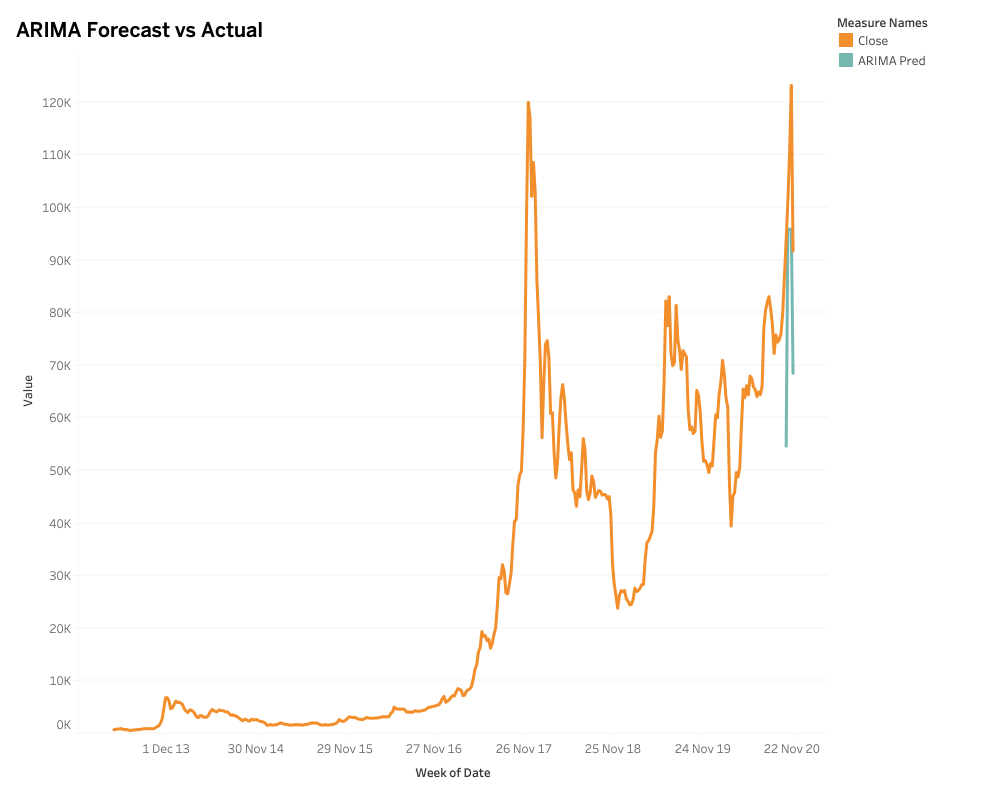 ARIMA Forecast vs Actual
Measure Names
Close
ARIMA Pred
120K
110K
100K
90K
80K
70K
60K
50K
40K
30K
20K
10K
0K
Value
1 Dec 13
30 Nov 14
29 Nov 15
27 Nov 16
26 Nov 17
25 Nov 18
24 Nov 19
22 Nov 20
Week of Date